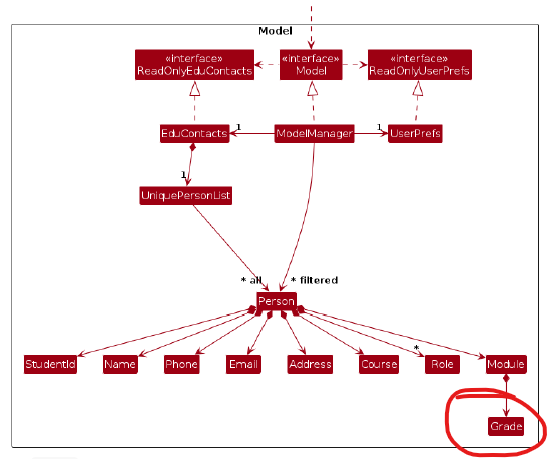 Model
«interface» «interface» «interface»
ReadOnlyEduContacts Model ReadOnlyUserPrefs
1 1
EduContacts ModelManager UserPrefs
1
UniquePersonList
* all * filtered
Person
*
StudentId Name Phone Email Address Course Role Module
Grade